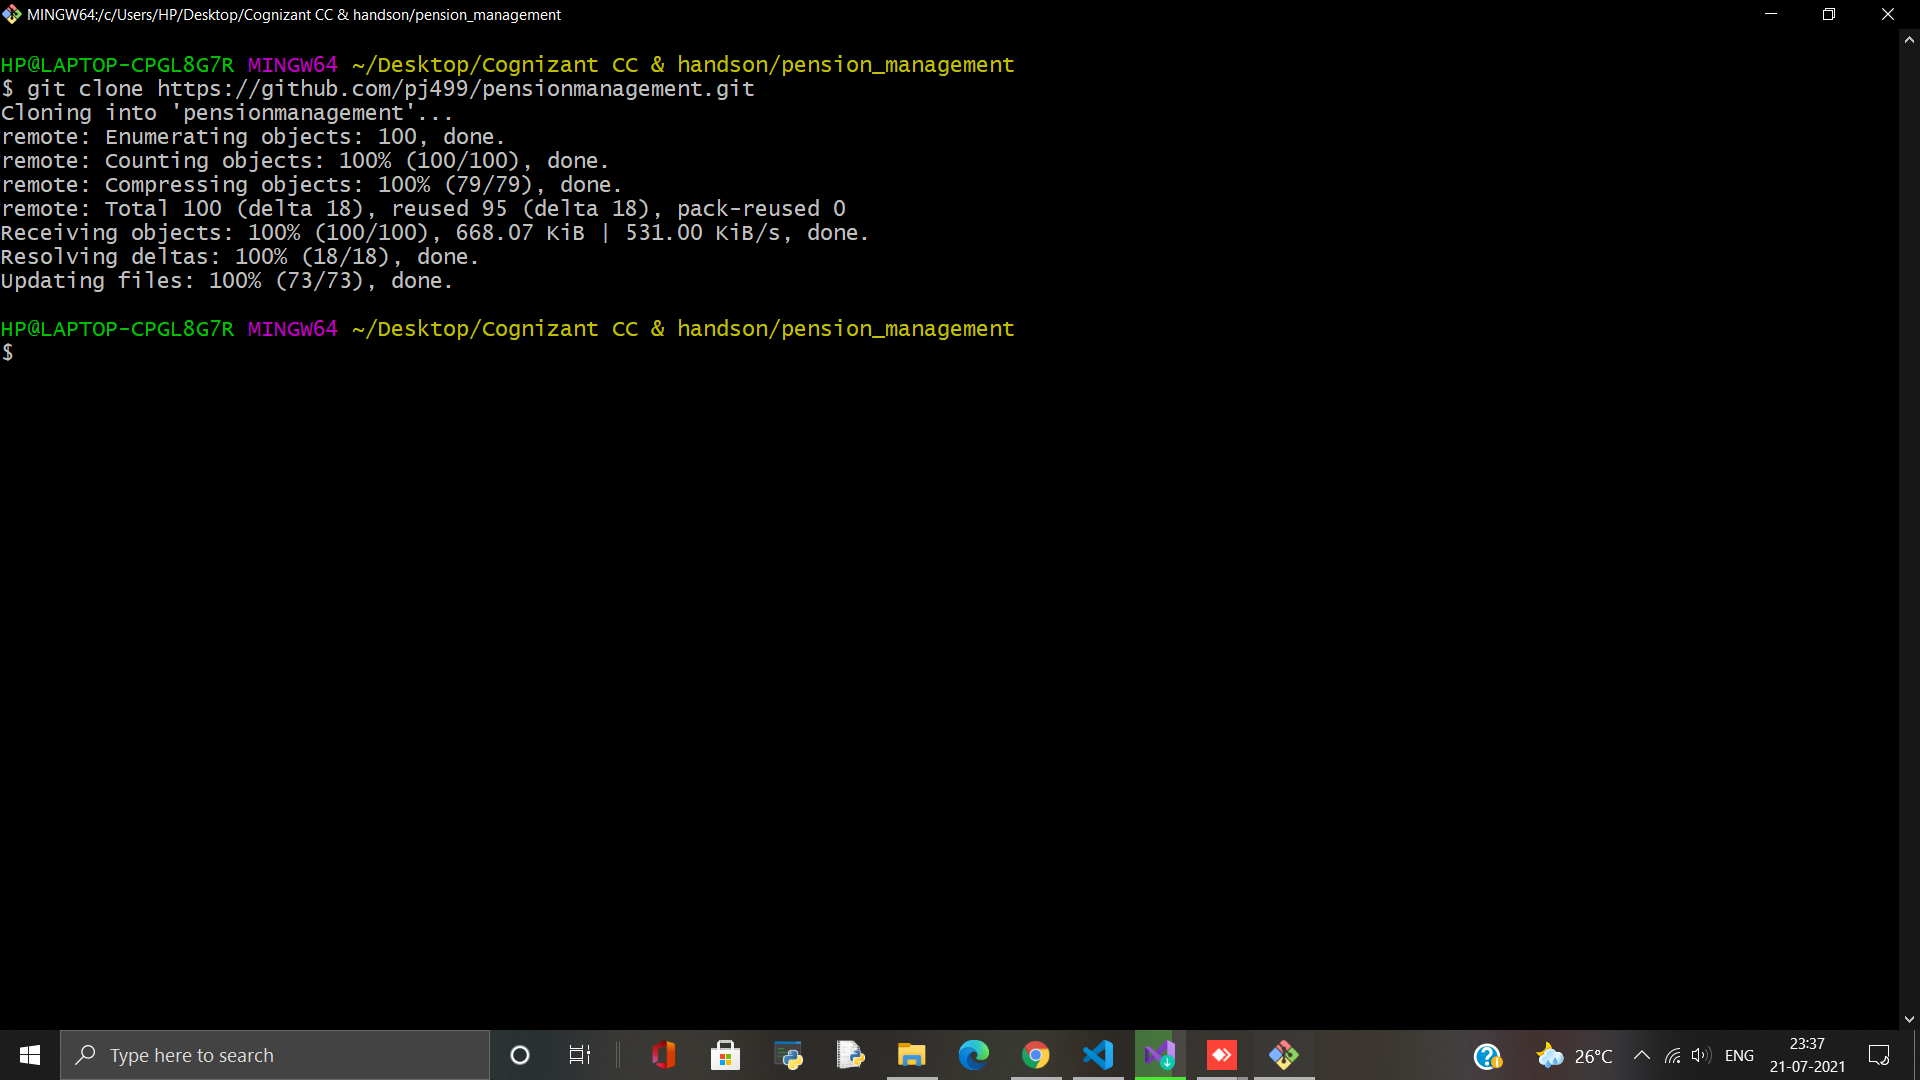 MINGW64:/c/Users/HP/Desktop/Cognizant CC & handson/pension_management
HP@LAPTOP-CPGL8G7R MINGW64 ~/Desktop/Cognizant CC & handson/pension_management
$ git clone https://github.com/pj499/pensionmanagement.git
Cloning into 'pensionmanagement'...
remote: Enumerating objects: 100, done.
remote: Counting objects: 100% (100/100), done.
remote: Compressing objects: 100% (79/79), done.
remote: Total 100 (delta 18), reused 95 (delta 18), pack-reused 0
Receiving objects: 100% (100/100), 668.07 KiB | 531.00 KiB/s, done.
Resolving deltas: 100% (18/18), done.
Updating files: 100% (73/73), done.
HP@LAPTOP-CPGL8G7R MINGW64 ~/Desktop/Cognizant CC & handson/pension_management
$
Type here to search
26°C
ENG
23:37
21-07-2021